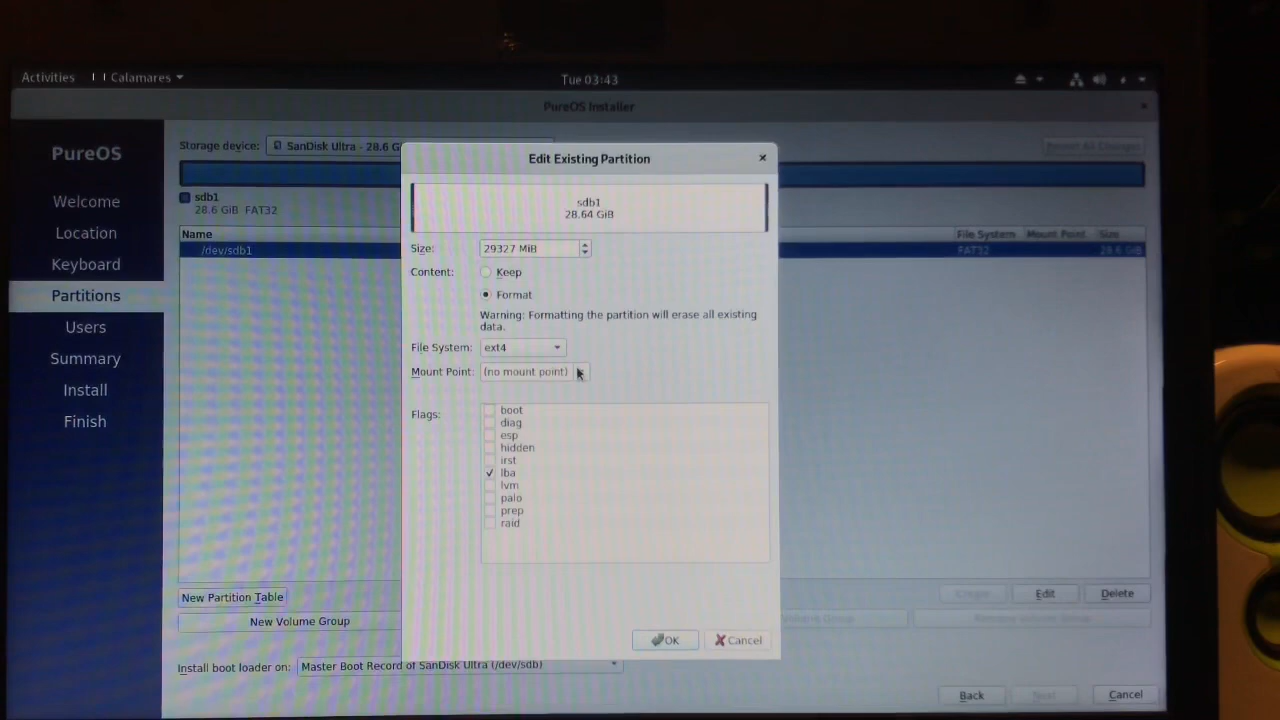 Activities Calamares Tue 03:43
PureOS Installer
PureOS
Welcome
Location
Keyboard
Partitions
Users
Summary
Install
Finish
Storage device: SanDisk Ultra - 28.6 G
sdb1
28.6 GiB FAT32
Name File System Mount Point Size
/dev/sdb1 FAT32 28.6 GiB
Edit Existing Partition
sdb1
28.64 GiB
Size: 29327 MiB
Content: Keep
Format
Warning: Formatting the partition will erase all existing
data.
File System: ext4
Mount Point: (no mount point)
Flags:
boot
diag
esp
hidden
irst
lba
lvm
palo
prep
raid
OK Cancel
New Partition Table Create Edit Delete
New Volume Group
Install boot loader on: Master Boot Record of SanDisk Ultra (/dev/sdb)
Back Next Cancel